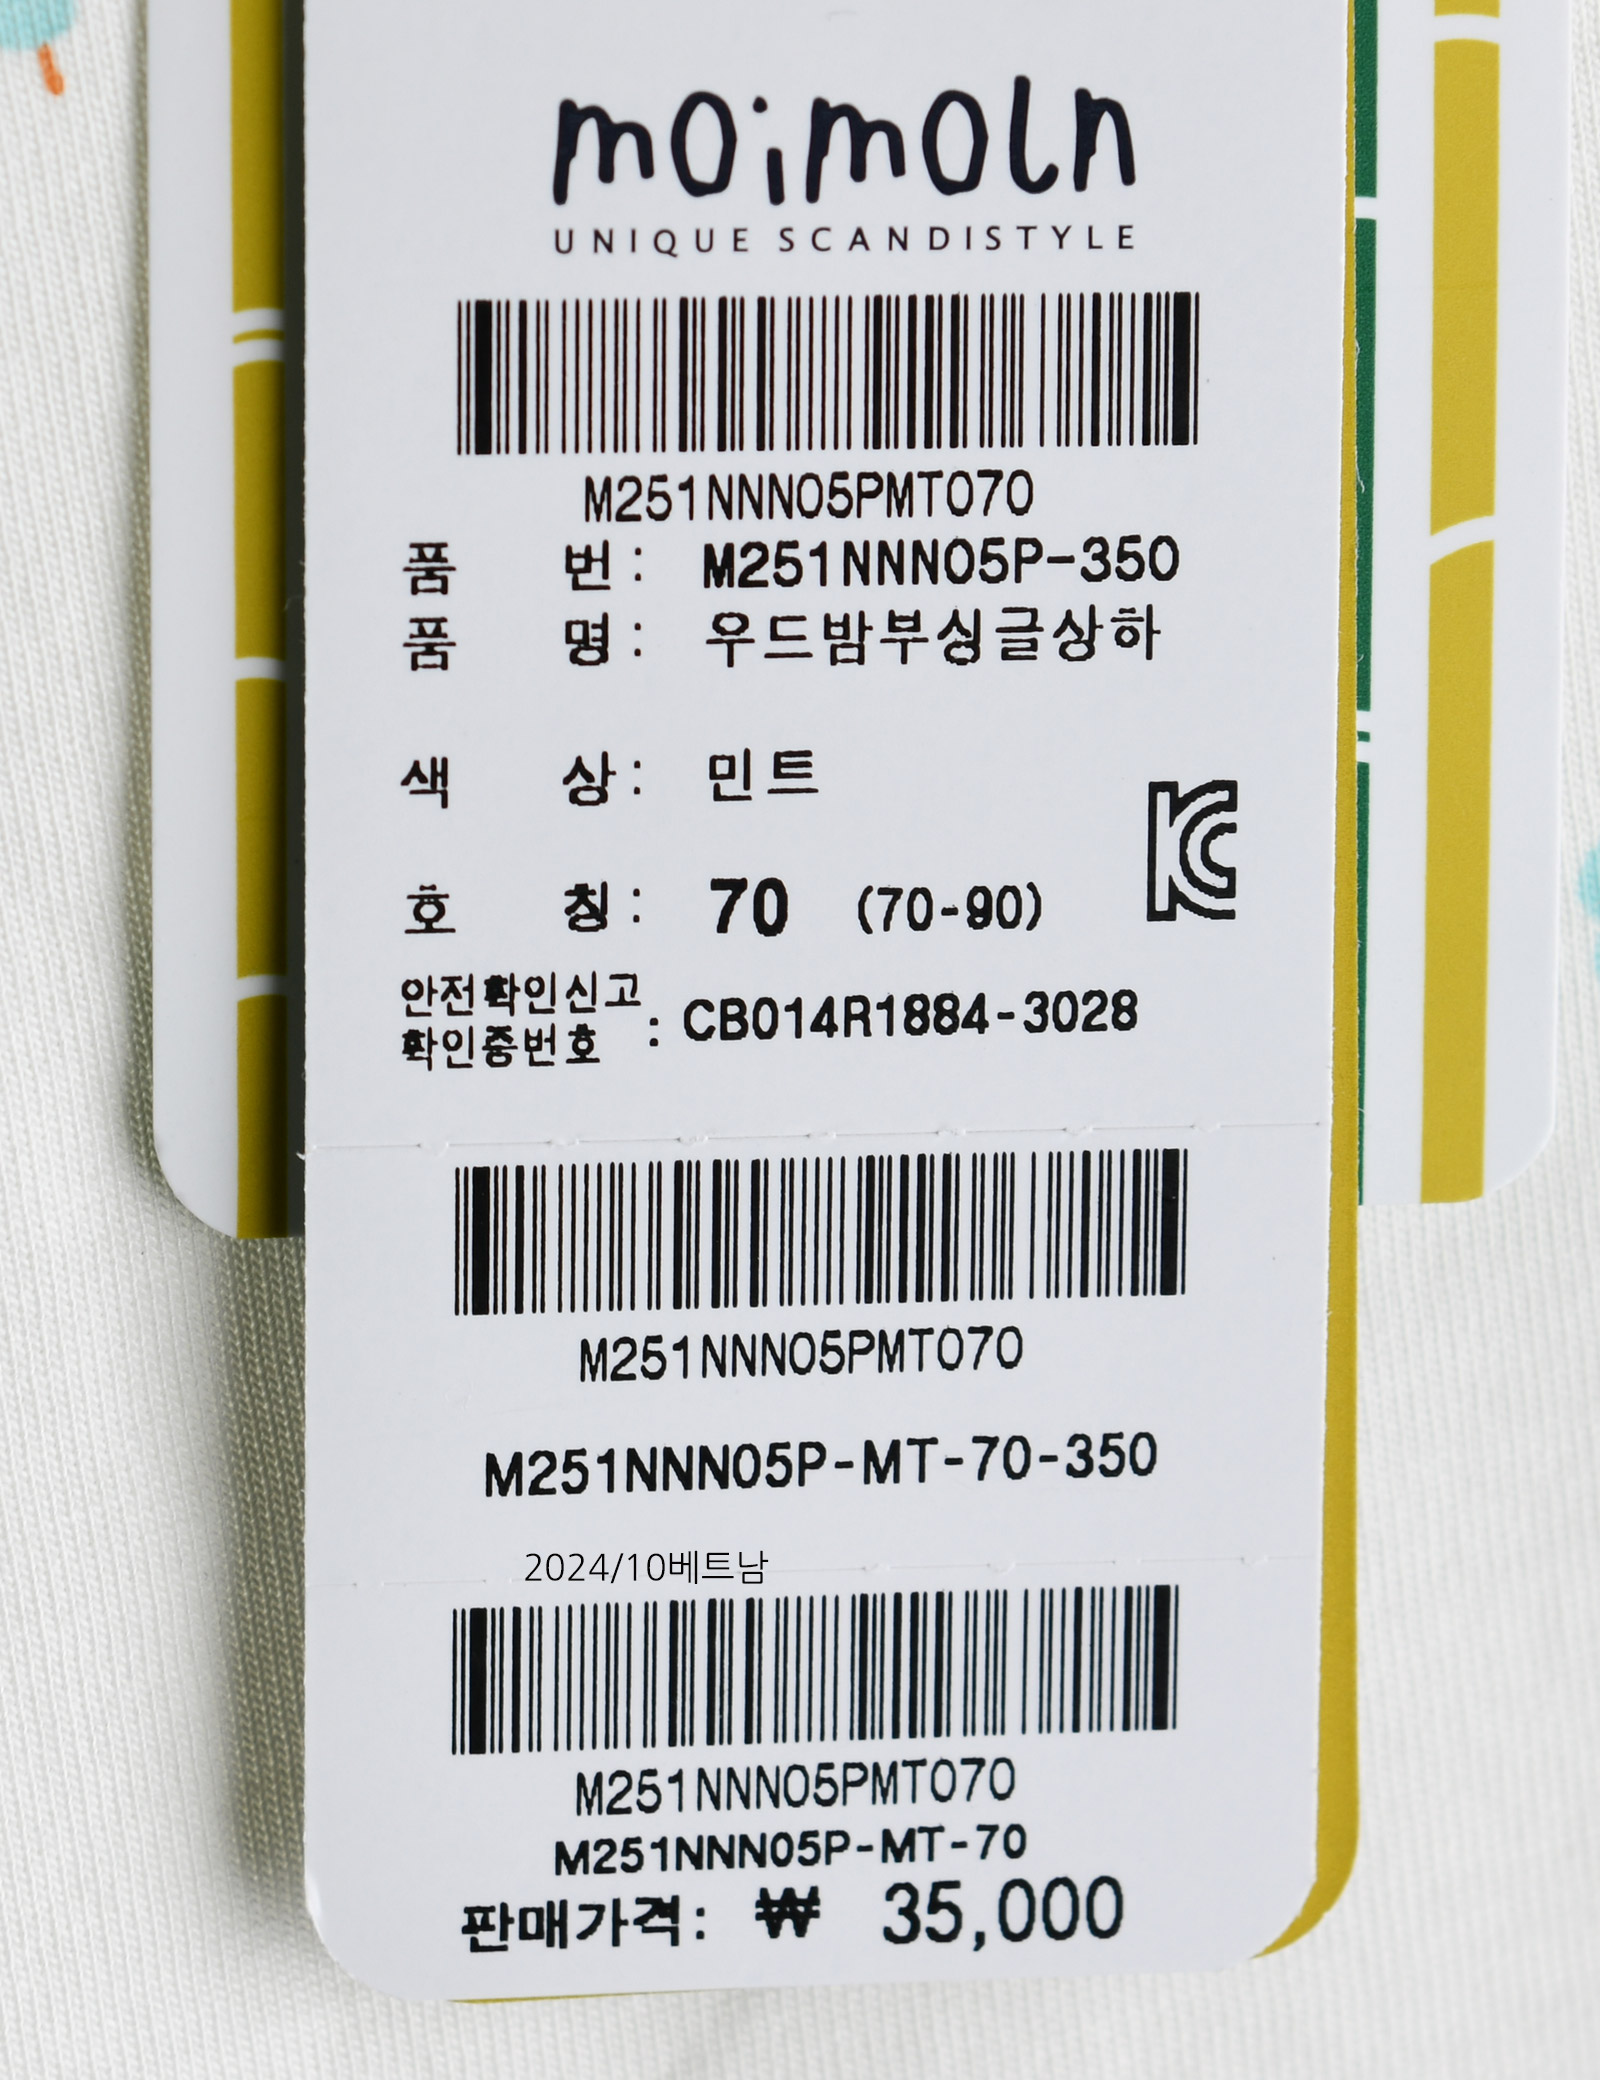 moimoln
UNIQUE SCANDISTYLE
M251NNN05PMT070
품 번 : M251NNN05P-350
품 명 : 우드밤부싱글상하
색 상 : 민트
호 칭 : 70 (70-90)
안전확인신고
확인증번호 : CB014R1884-3028
M251NNN05PMT070
M251NNN05P-MT-70-350
2024/10베트남
M251NNN05PMT070
M251NNN05P-MT-70
판매가격: ₩ 35,000